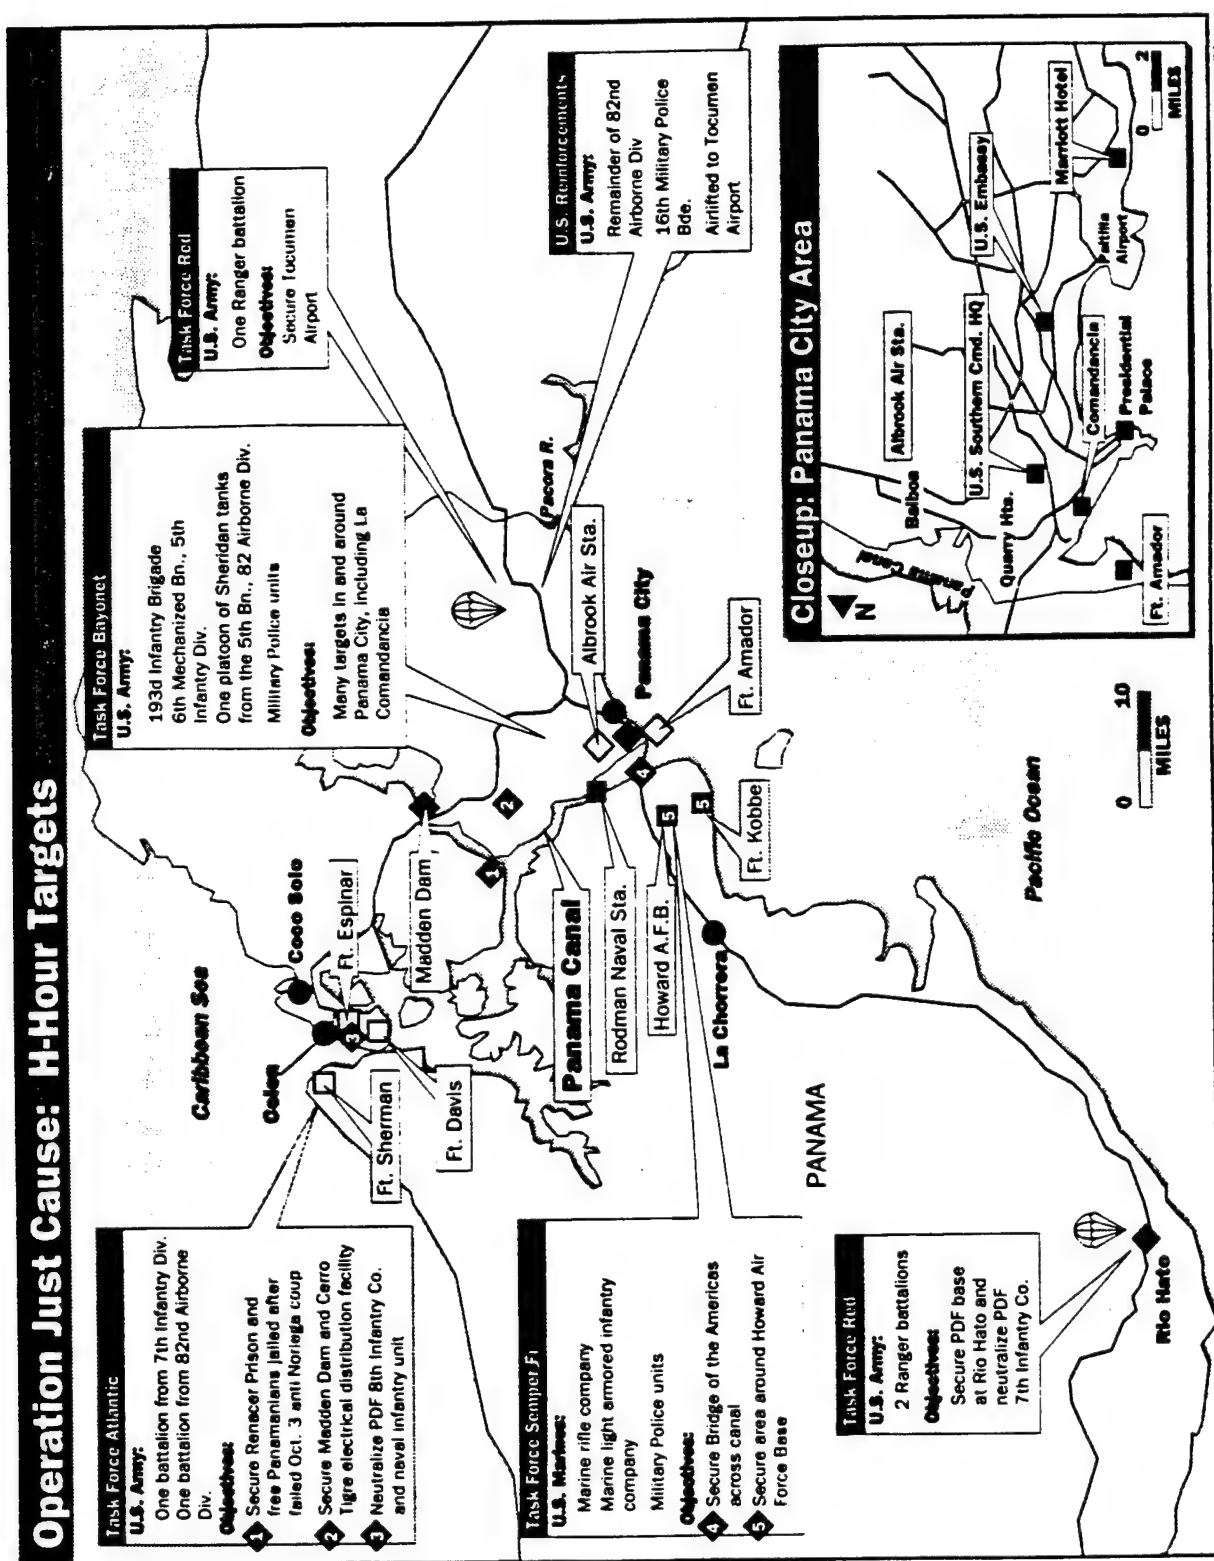 Operation Just Cause: H-Hour Targets
Task Force Atlantic
U.S. Army:
One battalion from 7th Infantry Div.
One battalion from 82nd Airborne
Div.
Objectives:
1 Secure Renacer Prison and
free Panamanians jailed after
failed Oct. 3 anti Noriega coup
2 Secure Madden Dam and Cerro
Tigre electrical distribution facility
3 Neutralize PDF 8th Infantry Co.
and naval infantry unit
Task Force Bayonet
U.S. Army:
193d Infantry Brigade
6th Mechanized Bn., 5th
Infantry Div.
One platoon of Sheridan tanks
from the 5th Bn., 82 Airborne Div.
Military Police units
Objectives:
Many targets in and around
Panama City, including La
Comandancia
Task Force Red
U.S. Army:
One Ranger battalion
Objectives:
Secure Tocumen
Airport
U.S. Reinforcements
U.S. Army:
Remainder of 82nd
Airborne Div
16th Military Police
Bde.
Airlifted to Tocumen
Airport
Task Force Semper Fi
U.S. Marines:
Marine rifle company
Marine light armored infantry
company
Military Police units
Objectives:
4 Secure Bridge of the Americas
across canal
5 Secure area around Howard Air
Force Base
Task Force Red
U.S. Army:
2 Ranger battalions
Objectives:
Secure PDF base
at Rio Hato and
neutralize PDF
7th Infantry Co.
Caribbean Sea
Colon
Coco Solo
Ft. Espinar
3
Ft. Sherman
Ft. Davis
Madden Dam
1
2
Panama Canal
Rodman Naval Sta.
Howard A.F.B.
4
5
5
Ft. Kobbe
La Chorrera
(Pacora R.
Albrook Air Sta.
Panama City
Ft. Amador
PANAMA
Pacific Ocean
Rio Hato
0 10
MILES
Closeup: Panama City Area
N
Panama Canal
Balboa
Albrook Air Sta.
Quarry Hts.
U.S. Southern Cmd. HQ
U.S. Embassy
Marriott Hotel
Comandancia
Presidential
Palace
Paitilla
Airport
Ft. Amador
0 2
MILES